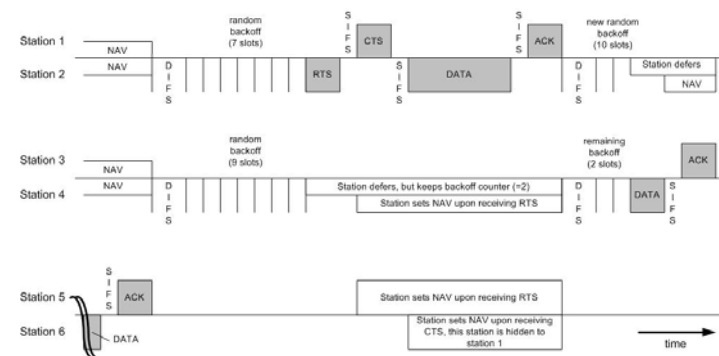 random
backoff
(7 slots)
S
I
F
S
CTS
S
I
F
S
ACK
new random
backoff
(10 slots)
Station 1
NAV
Station 2
NAV
D
I
F
S
RTS
S
I
F
S
DATA
D
I
F
S
Station defers
NAV
random
backoff
(9 slots)
remaining
backoff
(2 slots)
ACK
Station 3
NAV
Station 4
NAV
D
I
F
S
Station defers, but keeps backoff counter (=2)
Station sets NAV upon receiving RTS
D
I
F
S
DATA
S
I
F
S
S
I
F
S
ACK
Station 5
Station sets NAV upon receiving RTS
Station 6
DATA
Station sets NAV upon receiving
CTS, this station is hidden to
station 1
time